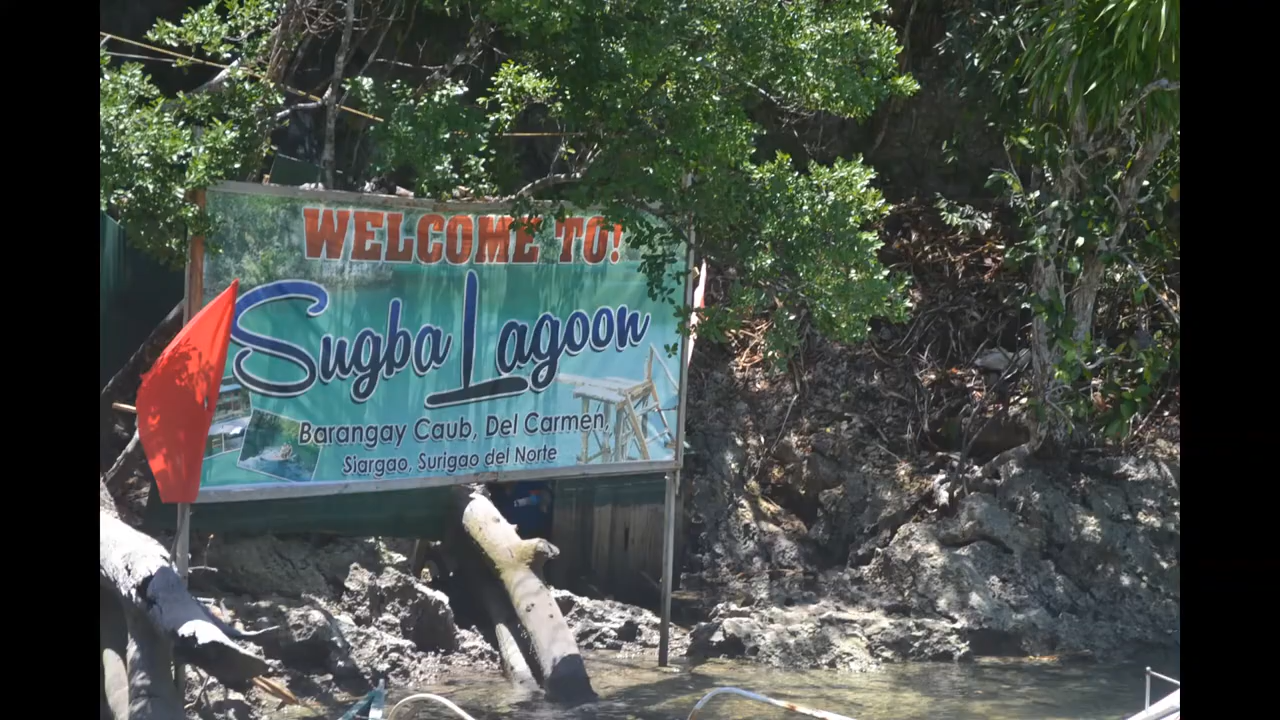 WELCOME TO!
Sugba Lagoon
Barangay Caub, Del Carmen,
Siargao, Surigao del Norte